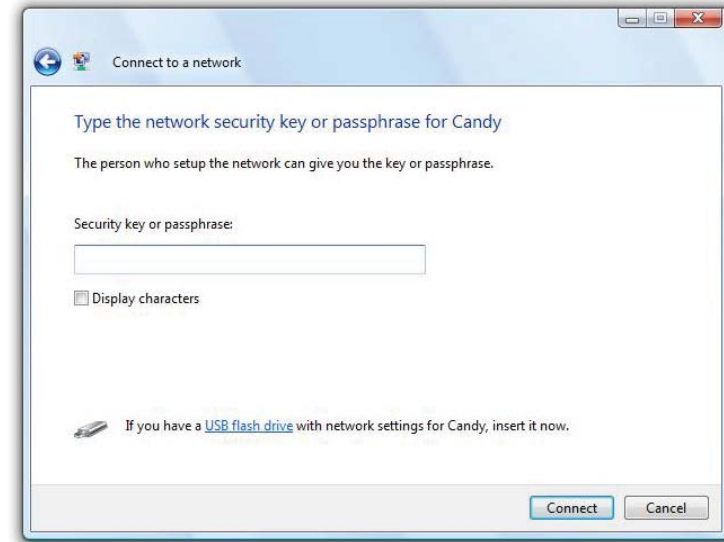 Connect to a network
Type the network security key or passphrase for Candy
The person who setup the network can give you the key or passphrase.
Security key or passphrase:
Display characters
If you have a USB flash drive with network settings for Candy, insert it now.
Connect Cancel